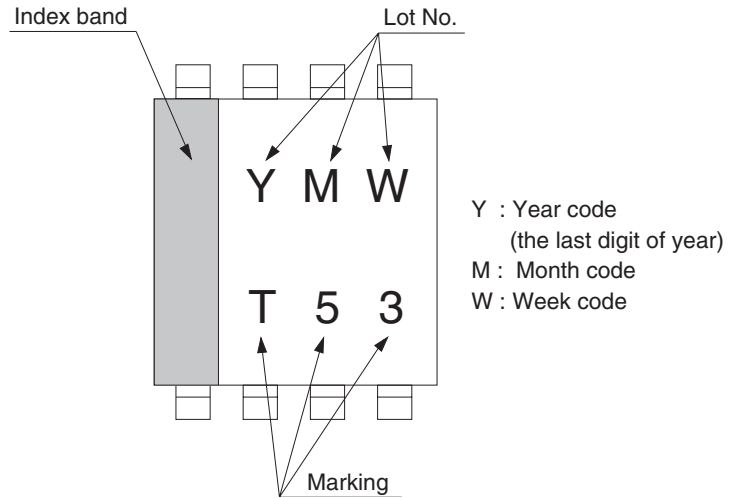 Index band
Lot No.
Y M W
Y : Year code
(the last digit of year)
M : Month code
W : Week code
T 5 3
Marking